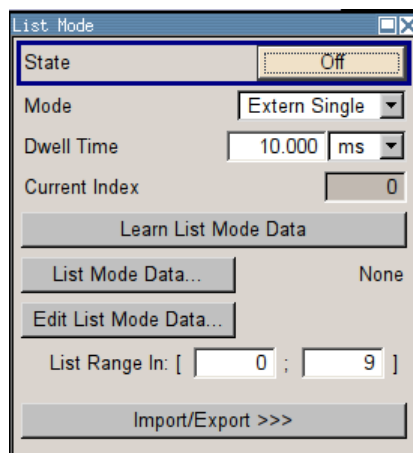 List Mode
State Off
Mode Extern Single
Dwell Time 10.000 ms
Current Index 0
Learn List Mode Data
List Mode Data... None
Edit List Mode Data...
List Range In: [ 0 ; 9 ]
Import/Export >>>